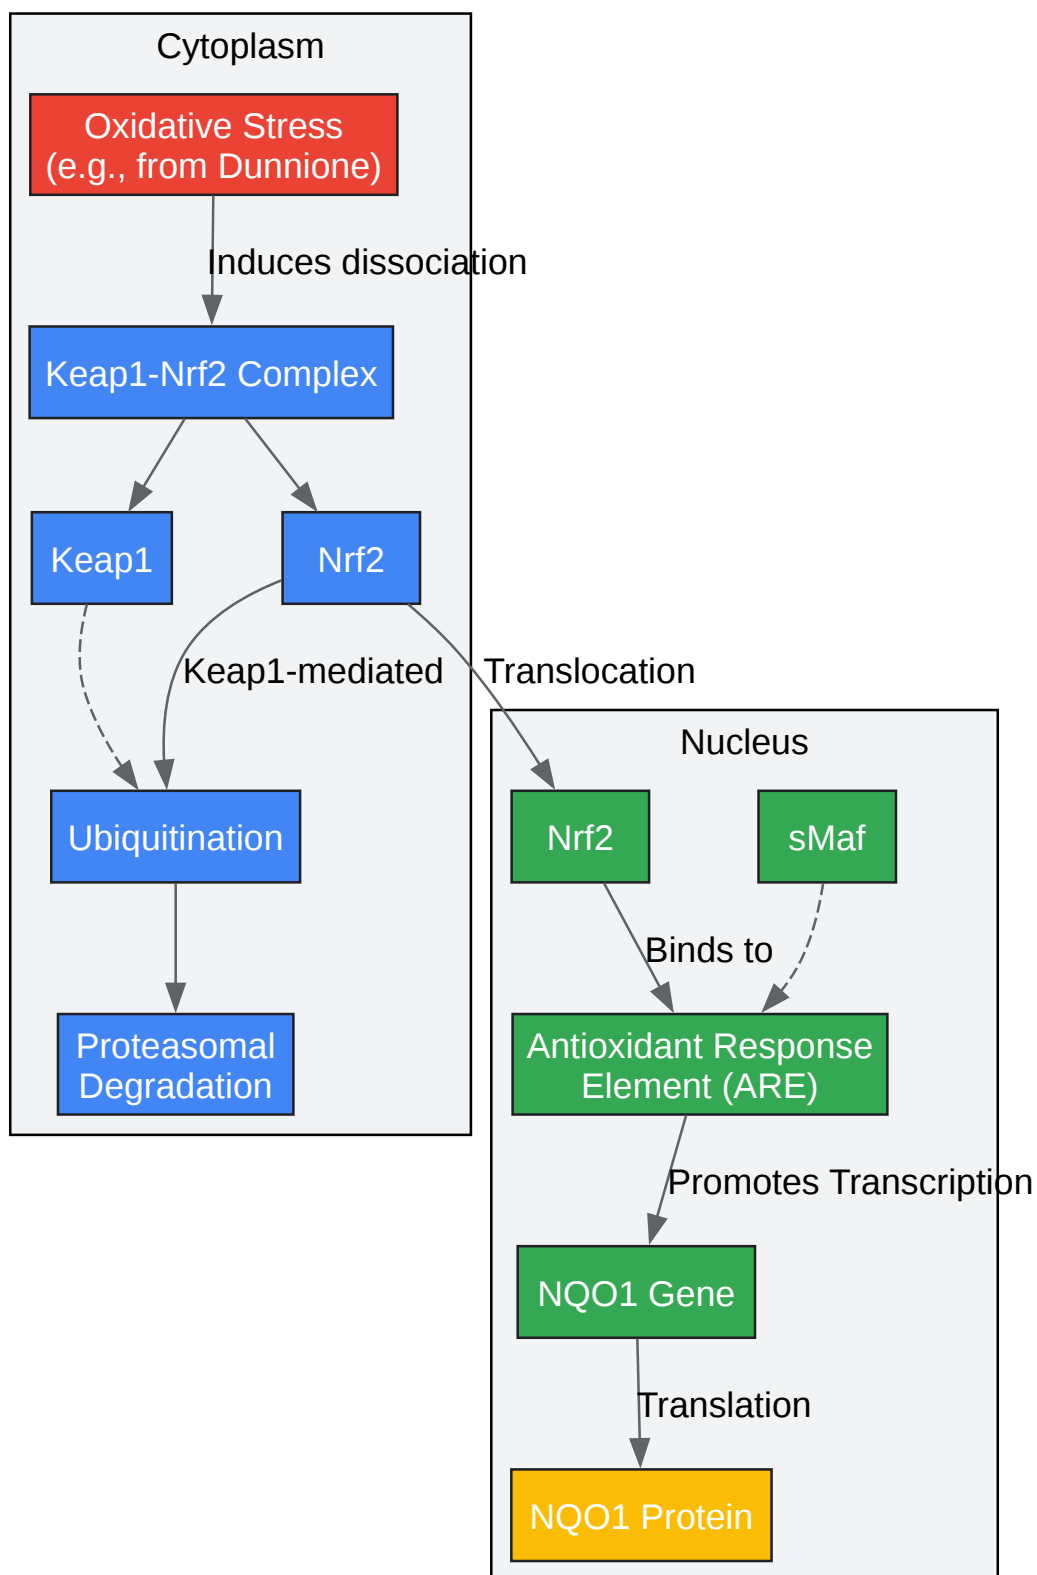 Cytoplasm
Oxidative Stress
(e.g., from Dunnione)
Induces dissociation
Keap1-Nrf2 Complex
Keap1
Nrf2
Keap1-mediated
Translocation
Ubiquitination
Proteasomal
Degradation
Nucleus
Nrf2
sMaf
Binds to
Antioxidant Response
Element (ARE)
Promotes Transcription
NQO1 Gene
Translation
NQO1 Protein